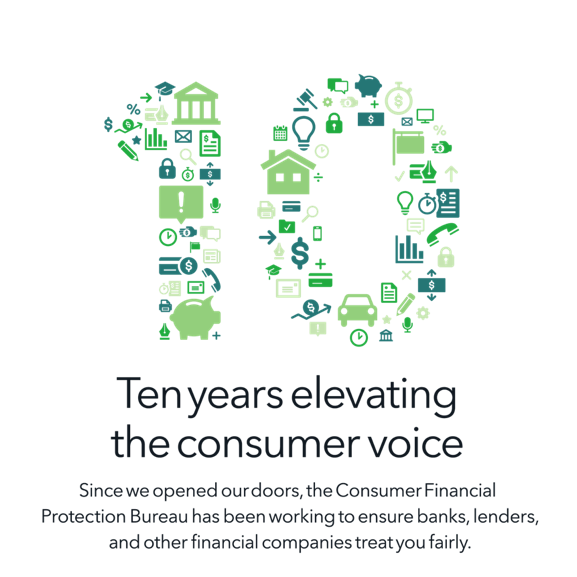 Ten years elevating
the consumer voice
Since we opened our doors, the Consumer Financial
Protection Bureau has been working to ensure banks, lenders,
and other financial companies treat you fairly.